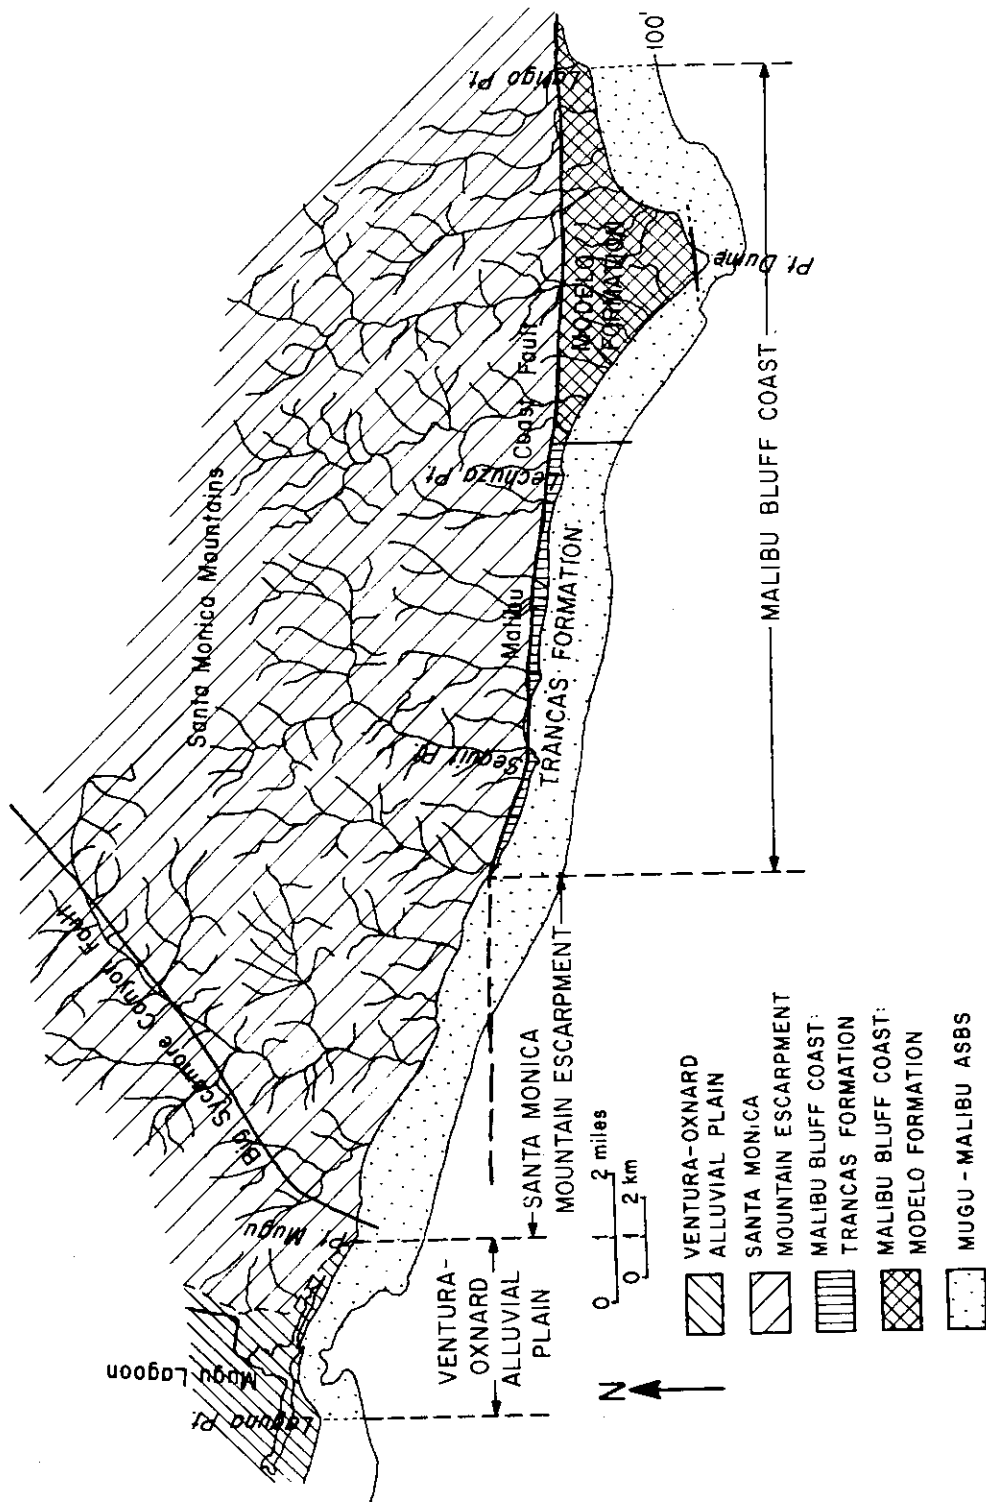 Santa Monica Mountains
Big Sycamore Canyon Fault
Mugu Lagoon
Laguna Pt.
Pt. Mugu
Sequit Pt.
Lechuza Pt.
Pt. Dume
Latigo Pt.
Malibu Coast Fault
MODELO
FORMATION
TRANCAS FORMATION
100'
VENTURA-
OXNARD
ALLUVIAL
PLAIN
SANTA MONICA
MOUNTAIN ESCARPMENT
MALIBU BLUFF COAST
N
0 1 2 miles
0 1 2 km
VENTURA-OXNARD
ALLUVIAL PLAIN
SANTA MONICA
MOUNTAIN ESCARPMENT
MALIBU BLUFF COAST:
TRANCAS FORMATION
MALIBU BLUFF COAST:
MODELO FORMATION
MUGU-MALIBU ASBS